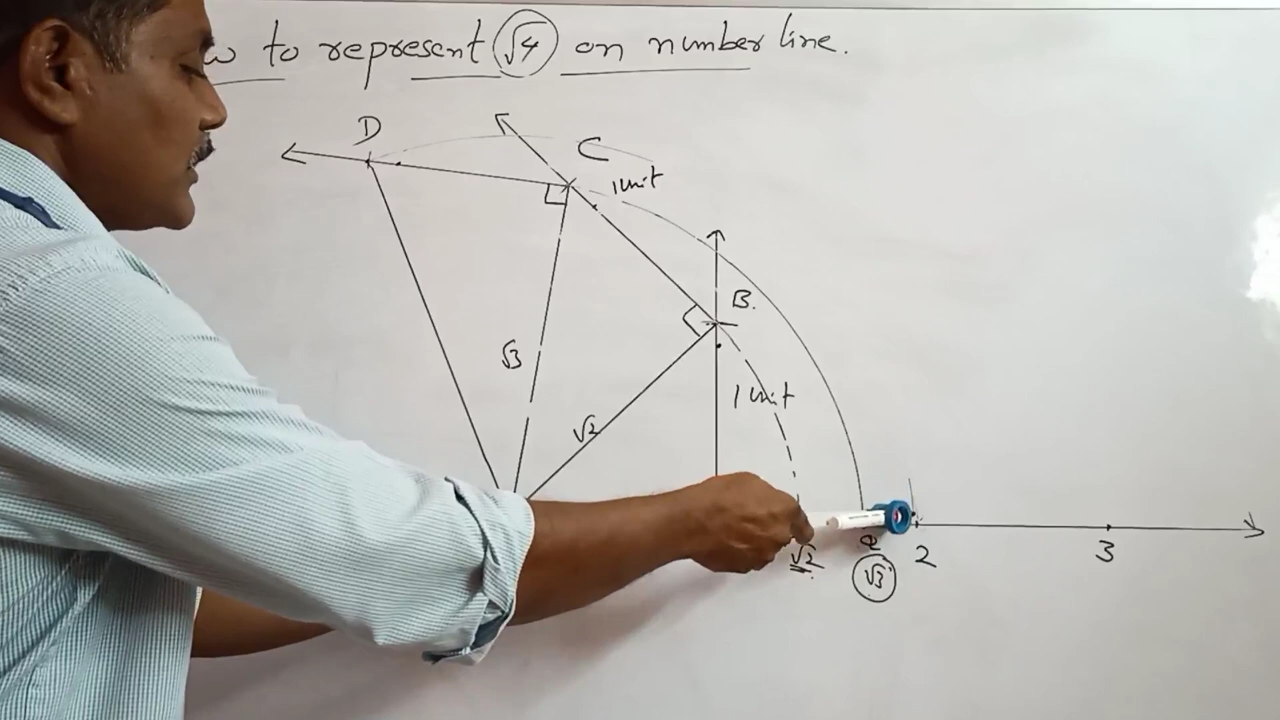 to represent √4 on number line.
D
C
1 unit
B.
√3
1 unit
√2
√2
2
3
√3